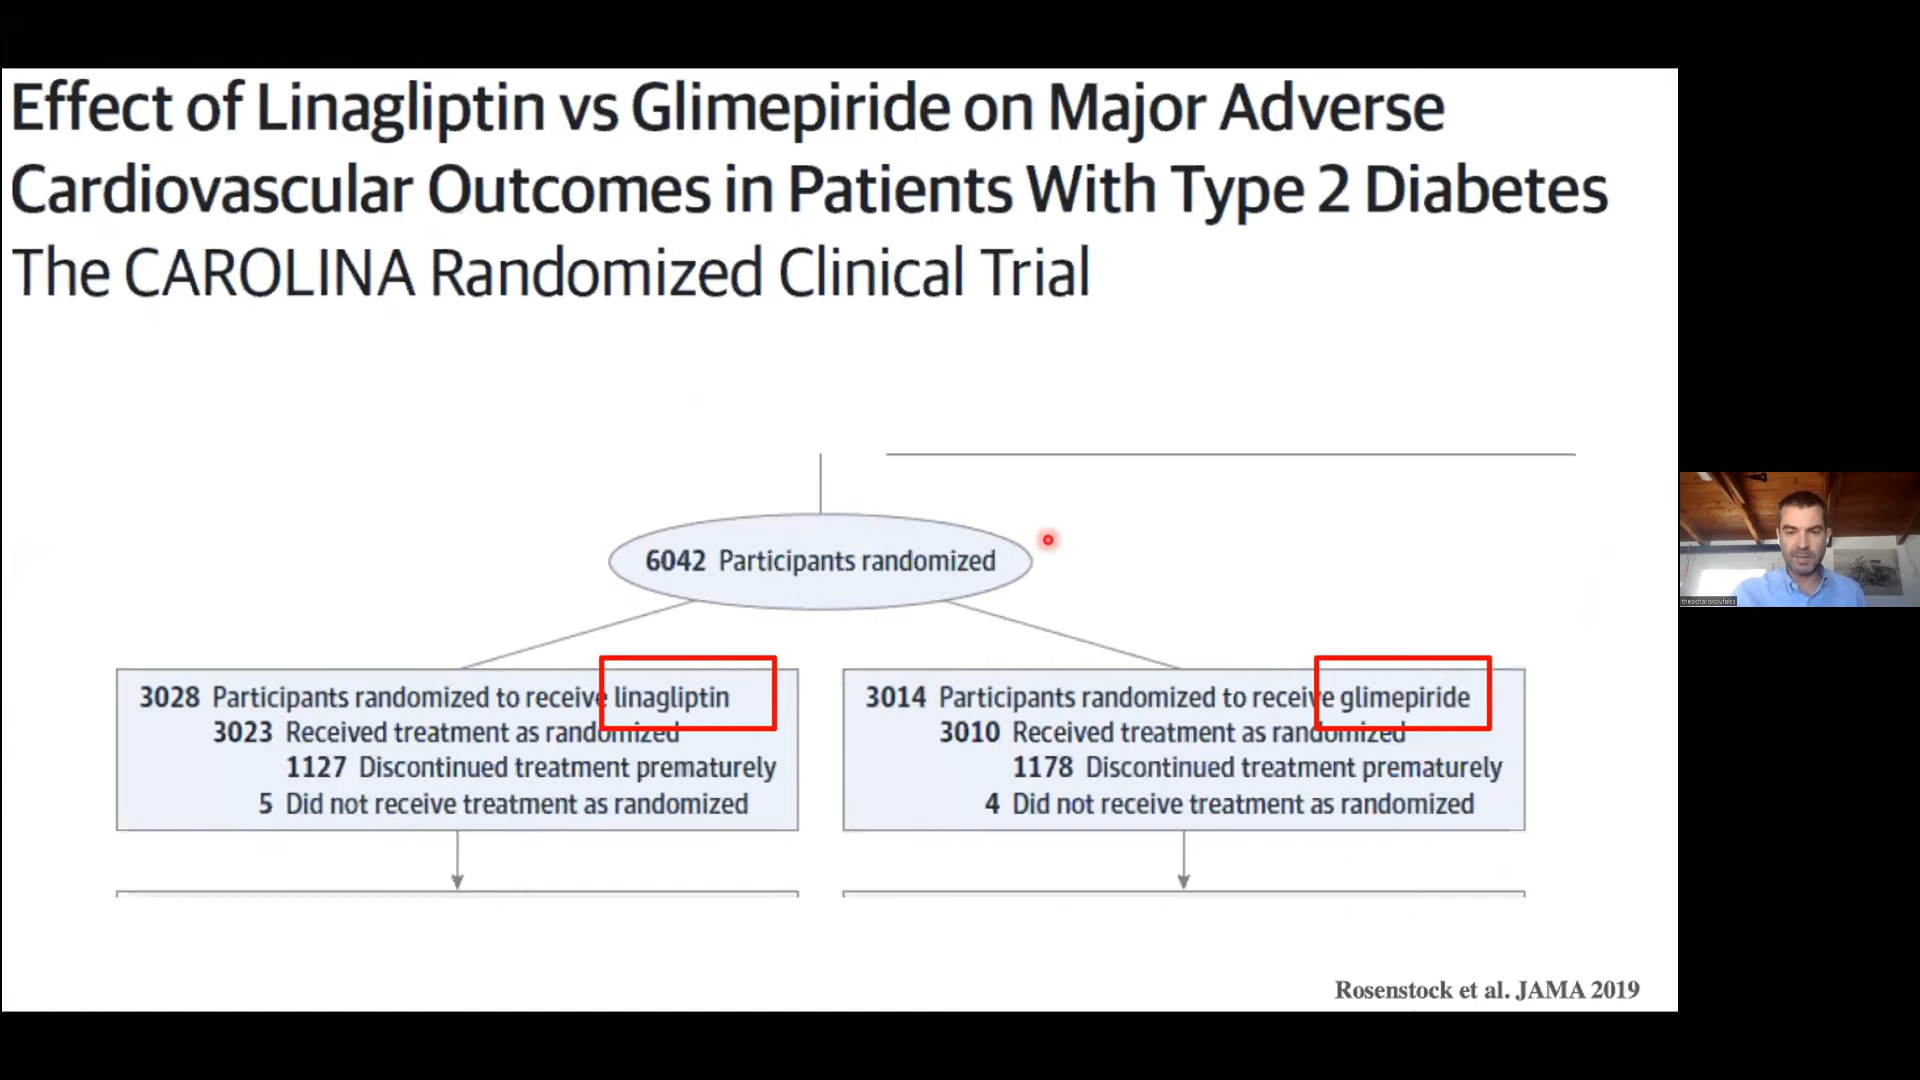 Effect of Linagliptin vs Glimepiride on Major Adverse
Cardiovascular Outcomes in Patients With Type 2 Diabetes
The CAROLINA Randomized Clinical Trial
6042 Participants randomized
3028 Participants randomized to receive linagliptin
3023 Received treatment as randomized
1127 Discontinued treatment prematurely
5 Did not receive treatment as randomized
3014 Participants randomized to receive glimepiride
3010 Received treatment as randomized
1178 Discontinued treatment prematurely
4 Did not receive treatment as randomized
Rosenstock et al. JAMA 2019